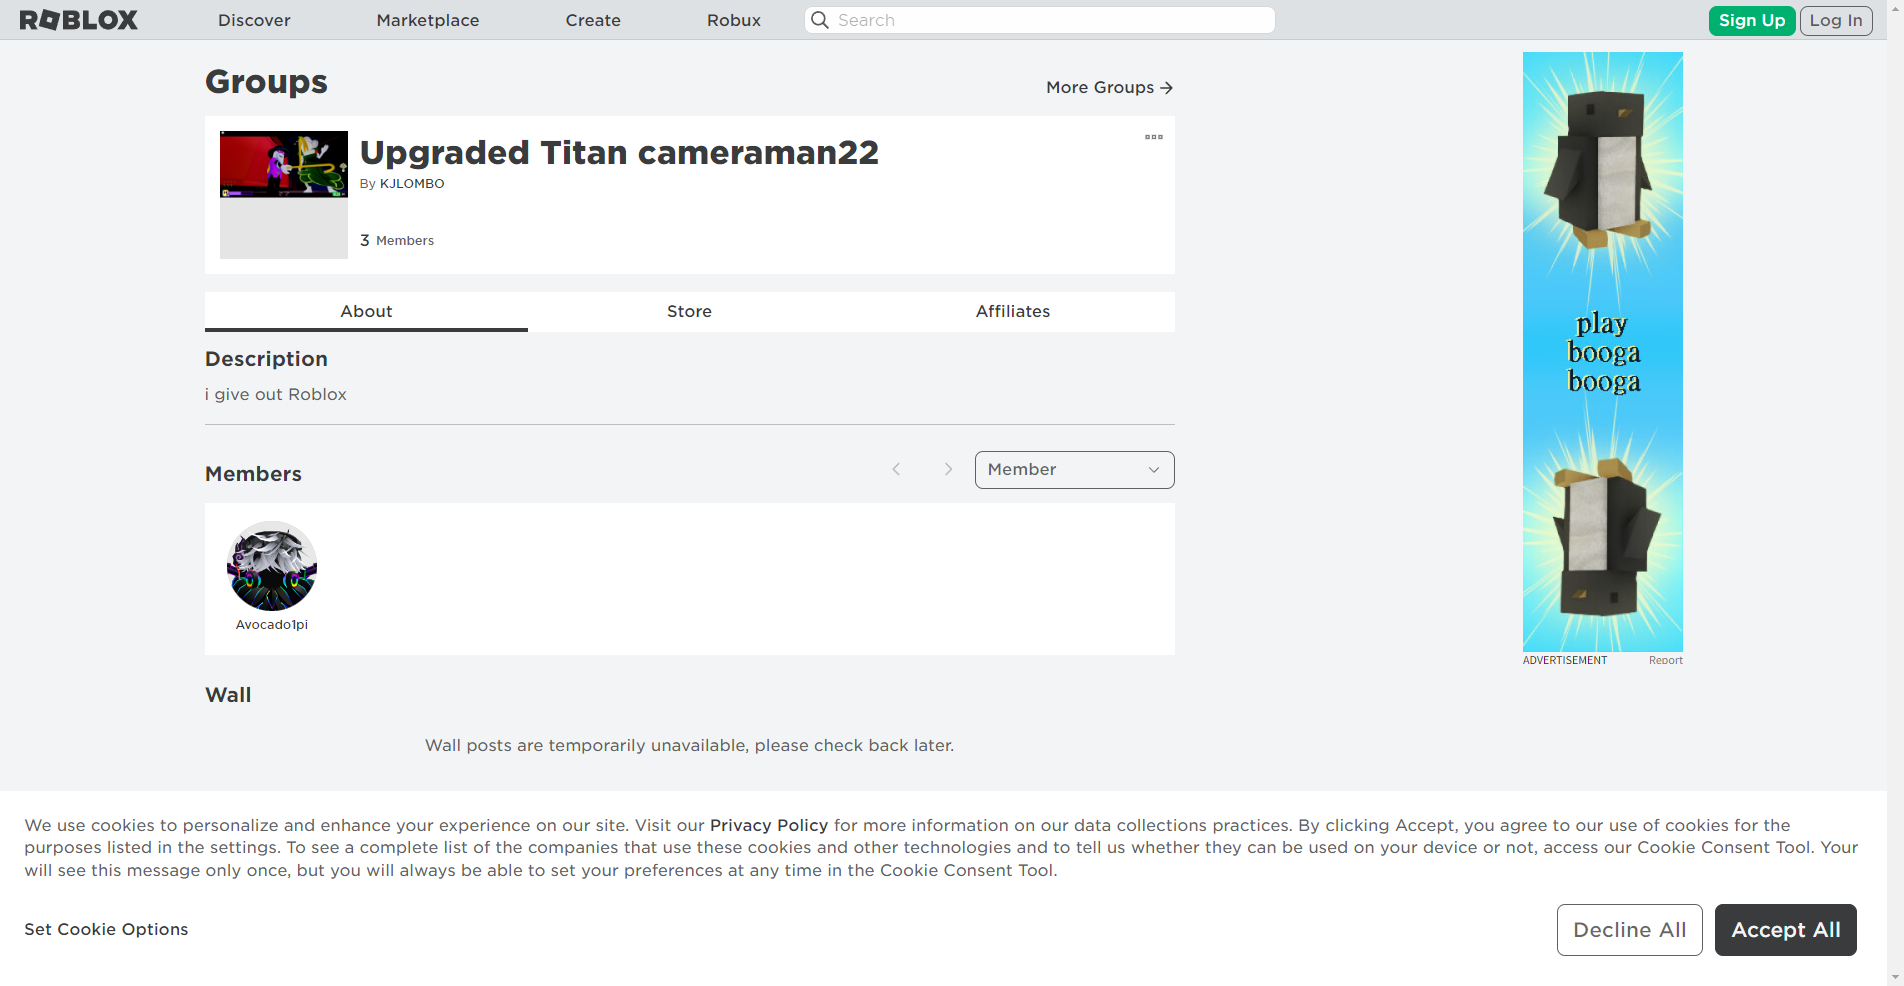 ROBLOX
Discover
Marketplace
Create
Robux
Search
Sign Up
Log In
Groups
More Groups
Upgraded Titan cameraman22
By KJLOMBO
3 Members
About
Store
Affiliates
Description
i give out Roblox
Members
Member
Avocado1pi
Wall
Wall posts are temporarily unavailable, please check back later.
play
booga
booga
ADVERTISEMENT
Report
We use cookies to personalize and enhance your experience on our site. Visit our Privacy Policy for more information on our data collections practices. By clicking Accept, you agree to our use of cookies for the
purposes listed in the settings. To see a complete list of the companies that use these cookies and other technologies and to tell us whether they can be used on your device or not, access our Cookie Consent Tool. Your
will see this message only once, but you will always be able to set your preferences at any time in the Cookie Consent Tool.
Set Cookie Options
Decline All
Accept All